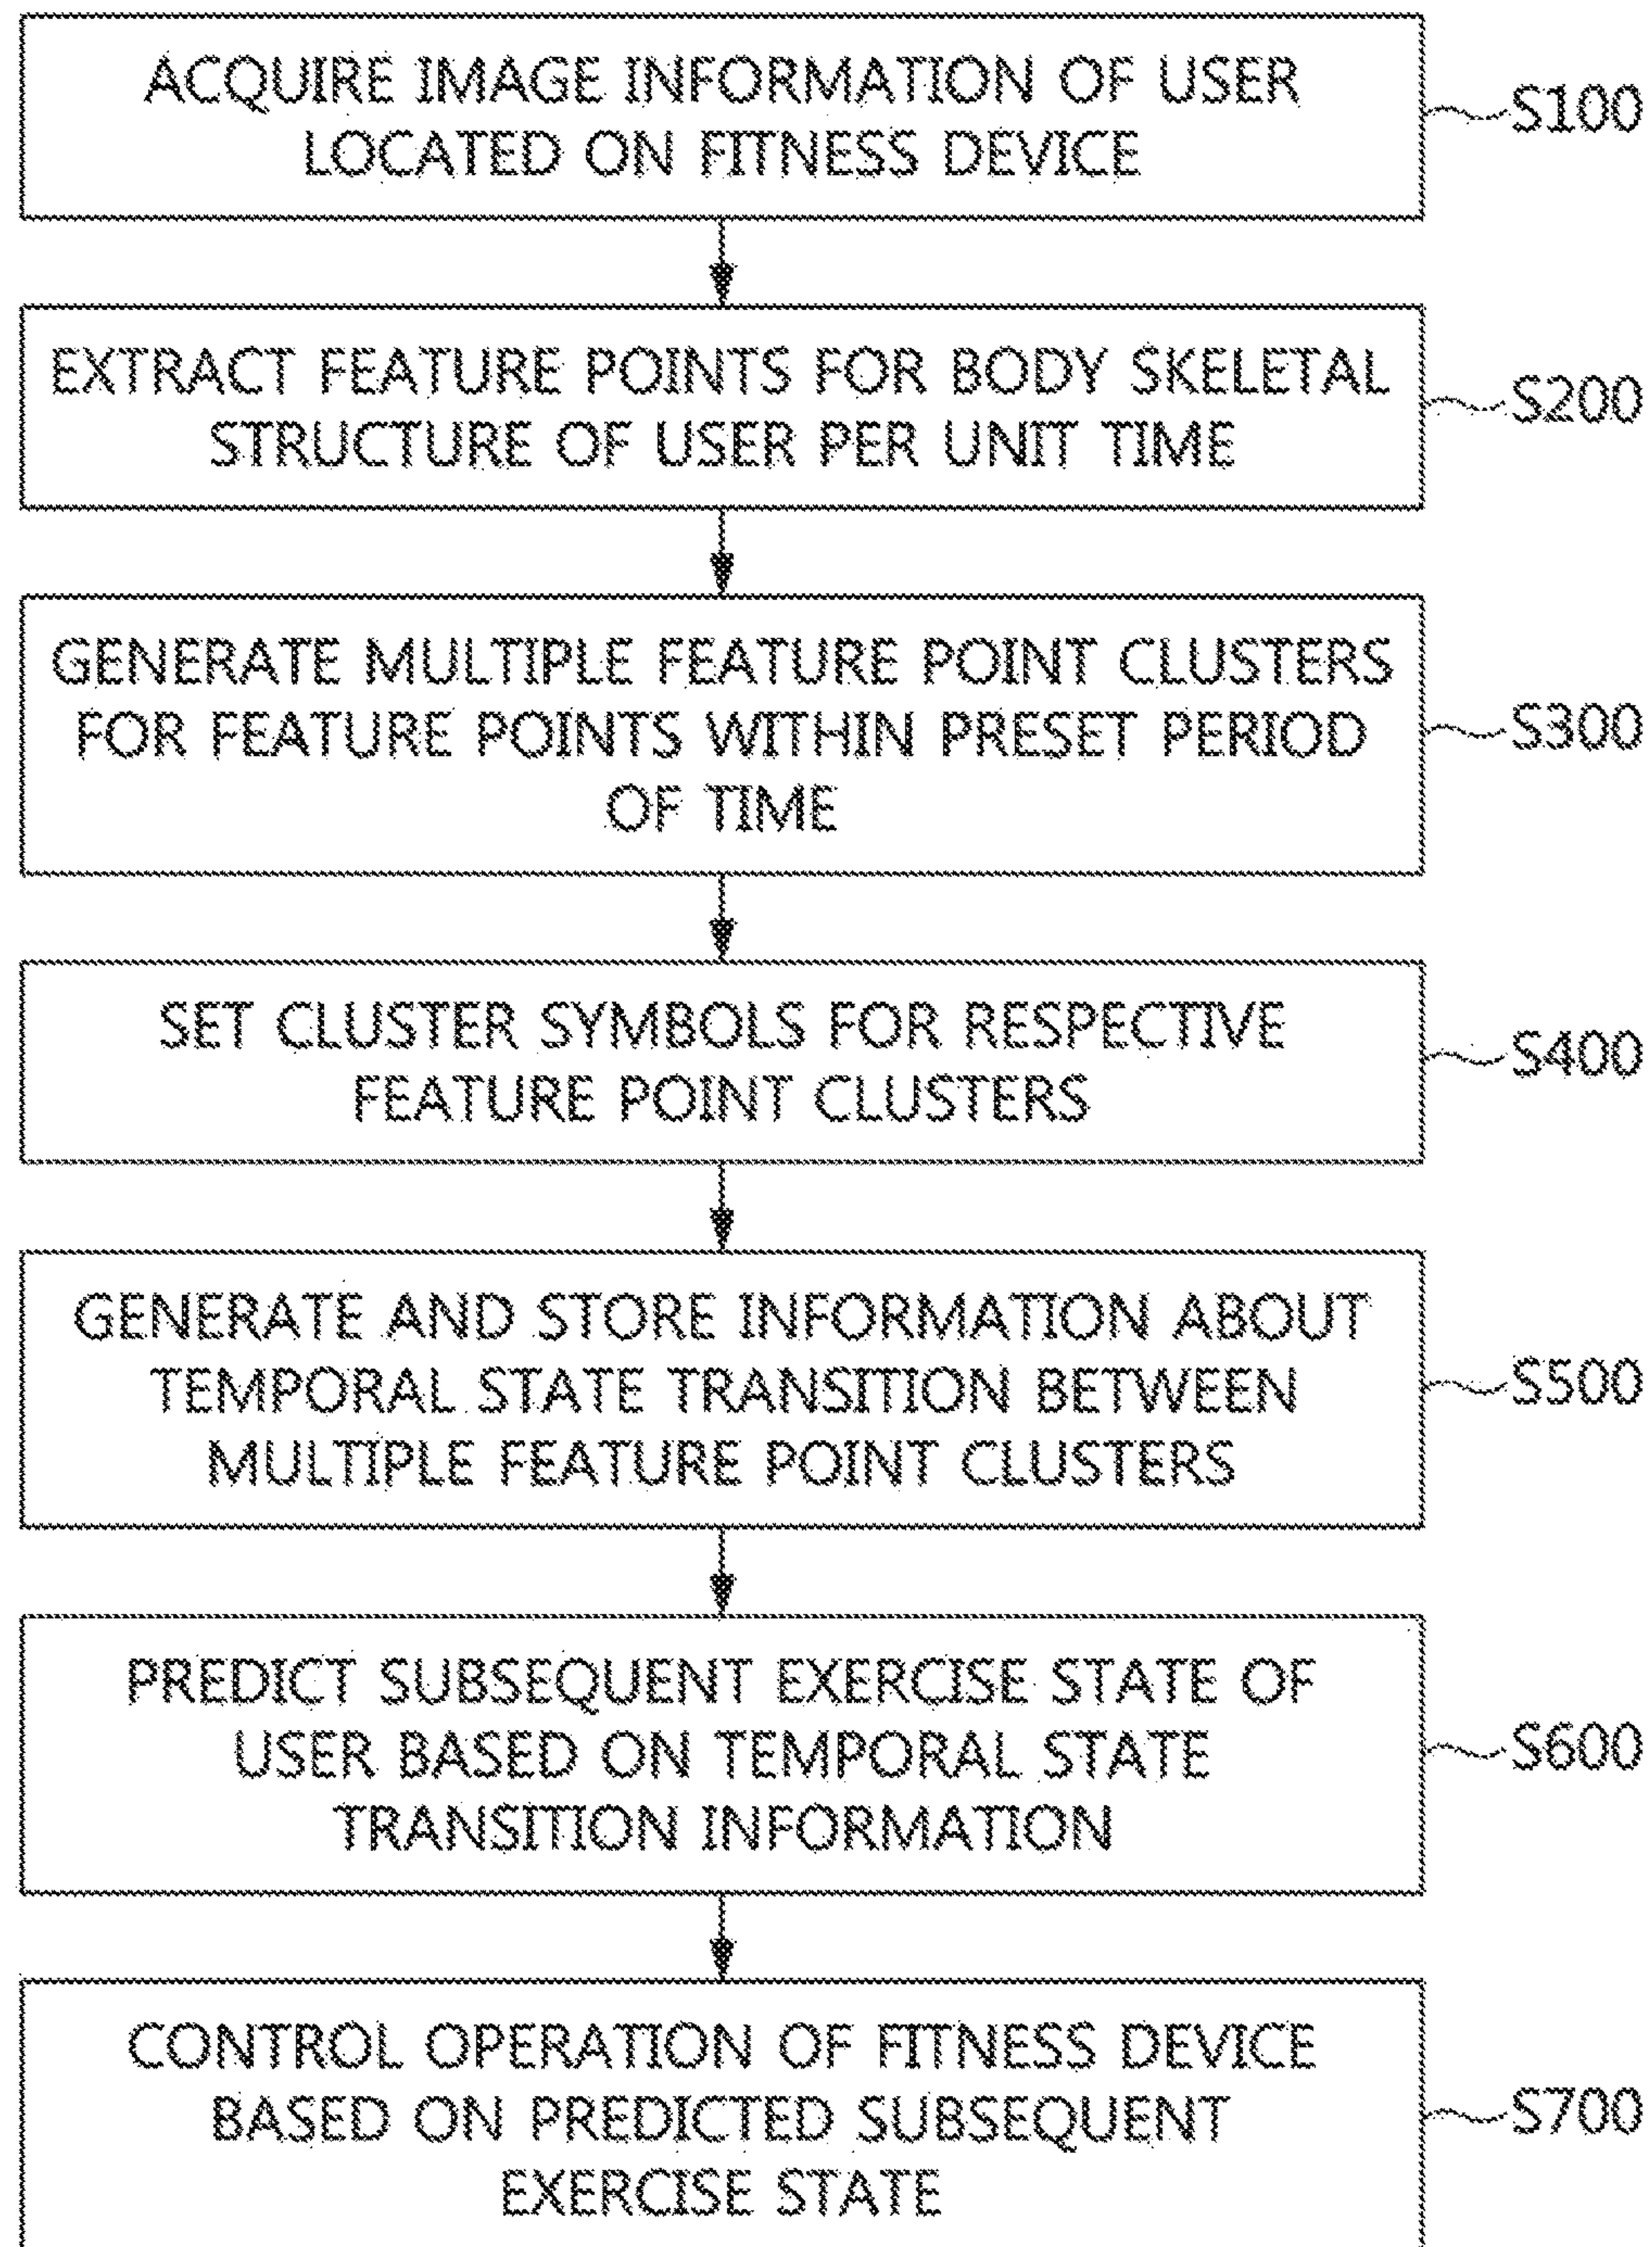 ACQUIRE IMAGE INFORMATION OF USER
LOCATED ON FITNESS DEVICE
S100
EXTRACT FEATURE POINTS FOR BODY SKELETAL
STRUCTURE OF USER PER UNIT TIME
S200
GENERATE MULTIPLE FEATURE POINT CLUSTERS
FOR FEATURE POINTS WITHIN PRESET PERIOD
OF TIME
S300
SET CLUSTER SYMBOLS FOR RESPECTIVE
FEATURE POINT CLUSTERS
S400
GENERATE AND STORE INFORMATION ABOUT
TEMPORAL STATE TRANSITION BETWEEN
MULTIPLE FEATURE POINT CLUSTERS
S500
PREDICT SUBSEQUENT EXERCISE STATE OF
USER BASED ON TEMPORAL STATE
TRANSITION INFORMATION
S600
CONTROL OPERATION OF FITNESS DEVICE
BASED ON PREDICTED SUBSEQUENT
EXERCISE STATE
S700